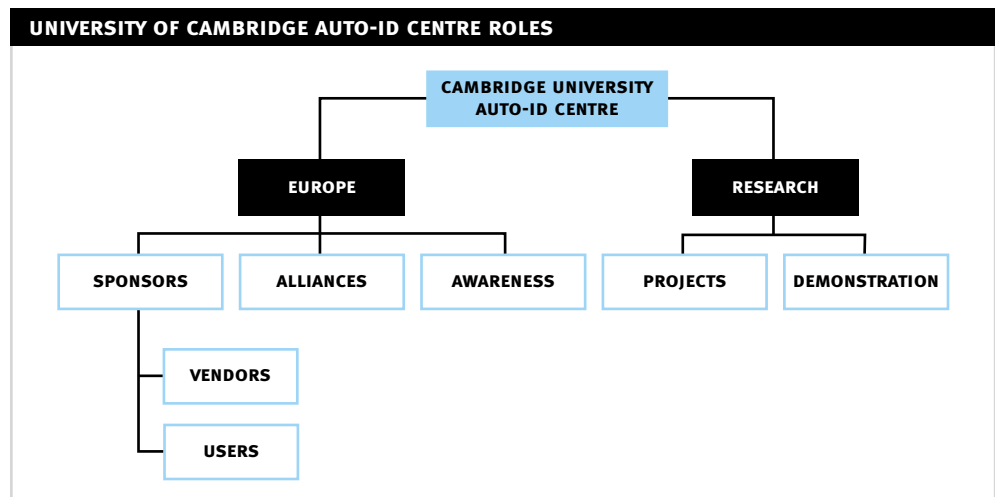 UNIVERSITY OF CAMBRIDGE AUTO-ID CENTRE ROLES
CAMBRIDGE UNIVERSITY
AUTO-ID CENTRE
EUROPE
RESEARCH
SPONSORS
ALLIANCES
AWARENESS
PROJECTS
DEMONSTRATION
VENDORS
USERS